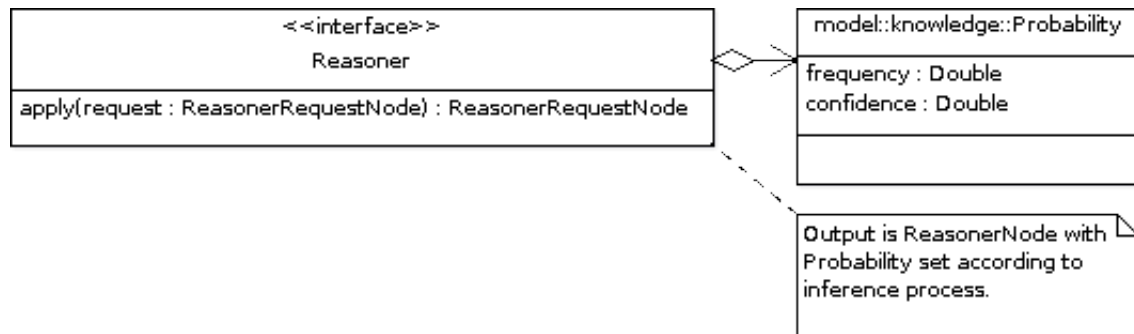 <<interface>>
Reasoner
apply(request : ReasonerRequestNode) : ReasonerRequestNode
model::knowledge::Probability
frequency : Double
confidence : Double
Output is ReasonerNode with
Probability set according to
inference process.